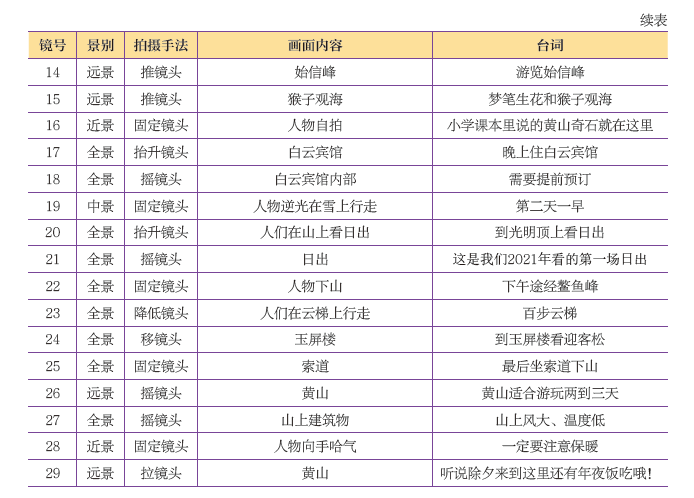 续表
镜号 景别 拍摄手法 画面内容 台词
14 远景 推镜头 始信峰 游览始信峰
15 远景 推镜头 猴子观海 梦笔生花和猴子观海
16 近景 固定镜头 人物自拍 小学课本里说的黄山奇石就在这里
17 全景 抬升镜头 白云宾馆 晚上住白云宾馆
18 全景 摇镜头 白云宾馆内部 需要提前预订
19 中景 固定镜头 人物逆光在雪上行走 第二天一早
20 全景 抬升镜头 人们在山上看日出 到光明顶上看日出
21 全景 摇镜头 日出 这是我们2021年看的第一场日出
22 全景 固定镜头 人物下山 下午途经鳌鱼峰
23 全景 降低镜头 人们在云梯上行走 百步云梯
24 全景 移镜头 玉屏楼 到玉屏楼看迎客松
25 全景 固定镜头 索道 最后坐索道下山
26 远景 摇镜头 黄山 黄山适合游玩两到三天
27 全景 摇镜头 山上建筑物 山上风大、温度低
28 近景 固定镜头 人物向手哈气 一定要注意保暖
29 远景 拉镜头 黄山 听说除夕来到这里还有年夜饭吃哦！